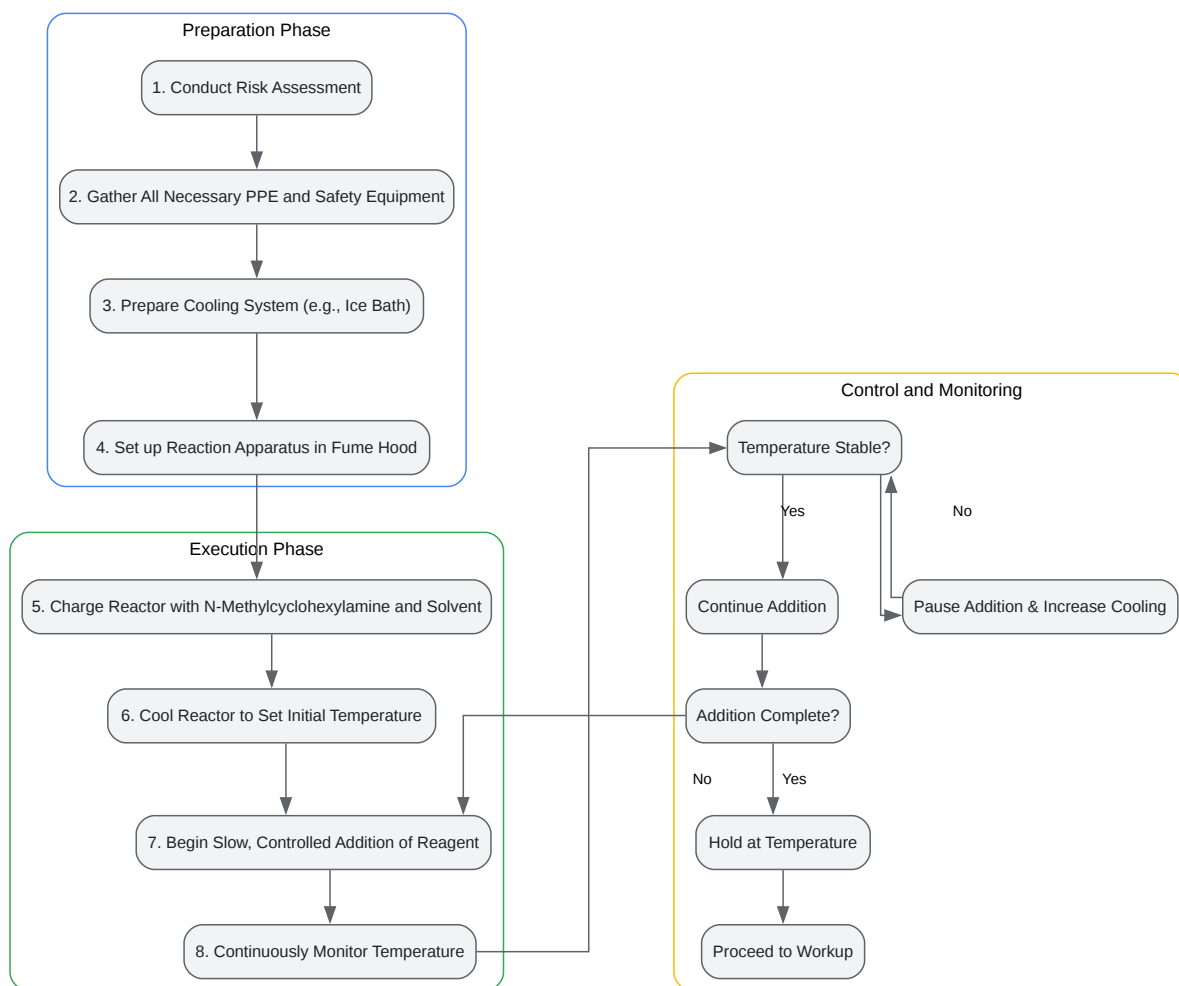 Preparation Phase
1. Conduct Risk Assessment
2. Gather All Necessary PPE and Safety Equipment
3. Prepare Cooling System (e.g., Ice Bath)
4. Set up Reaction Apparatus in Fume Hood
Execution Phase
5. Charge Reactor with N-Methylcyclohexylamine and Solvent
6. Cool Reactor to Set Initial Temperature
7. Begin Slow, Controlled Addition of Reagent
8. Continuously Monitor Temperature
Control and Monitoring
Temperature Stable?
Yes
No
Continue Addition
Pause Addition & Increase Cooling
Addition Complete?
No
Yes
Hold at Temperature
Proceed to Workup